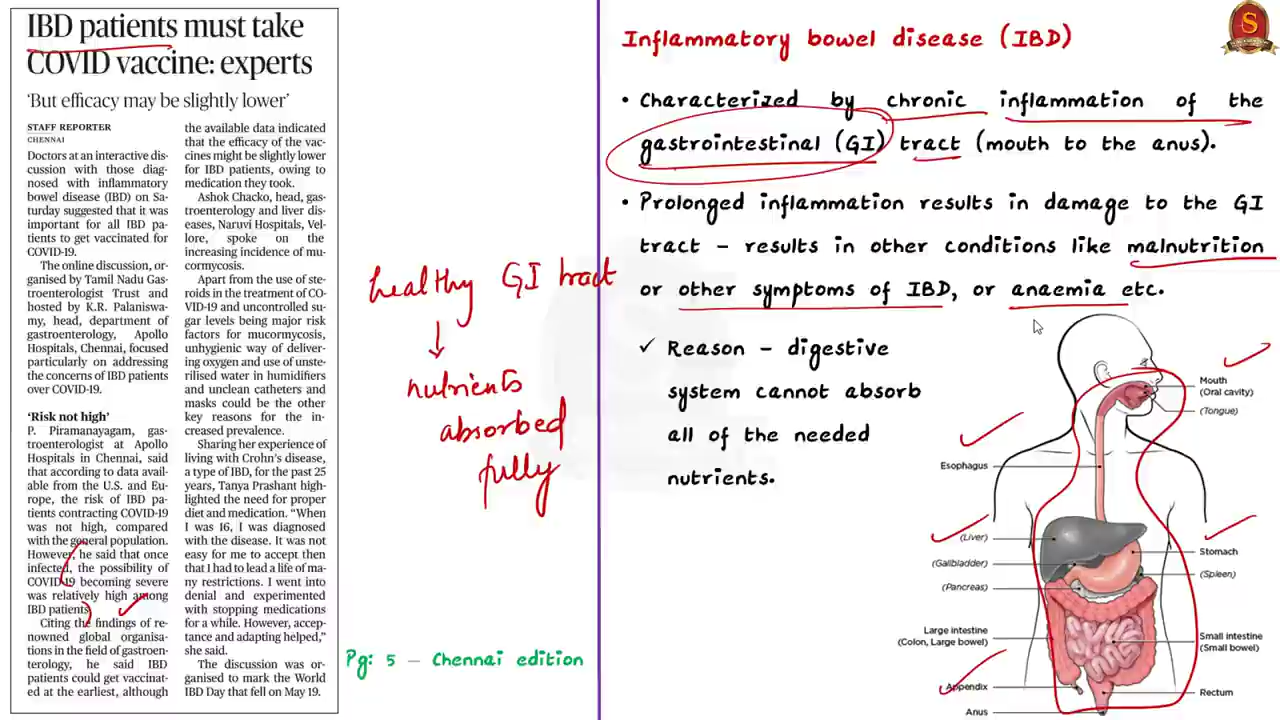 IBD patients must take
COVID vaccine: experts
'But efficacy may be slightly lower'
STAFF REPORTER
CHENNAI
Doctors at an interactive dis-
cussion with those diag-
nosed with inflammatory
bowel disease (IBD) on Sa-
turday suggested that it was
important for all IBD pa-
tients to get vaccinated for
COVID-19.
The online discussion, or-
ganised by Tamil Nadu Ga-
stroenterologist Trust and
hosted by K.R. Palaniswa-
my, head, department of
gastroenterology, Apollo
Hospitals, Chennai, focused
particularly on addressing
the concerns of IBD patients
over COVID-19.
'Risk not high'
P. Piramanayagam, gas-
troenterologist at Apollo
Hospitals in Chennai, said
that according to data avail-
able from the U.S. and Eu-
rope, the risk of IBD pa-
tients contracting COVID-19
was not high, compared
with the general population.
However, he said that once
infected, the possibility of
COVID-19 becoming severe
was relatively high among
IBD patients.
Citing the findings of re-
nowned global organisa-
tions in the field of gastroen-
terology, he said IBD
patients could get vaccinat-
ed at the earliest, although
the available data indicated
that the efficacy of the vac-
cines might be slightly lower
for IBD patients, owing to
medication they took.
Ashok Chacko, head, gas-
troenterology and liver dis-
eases, Naruvi Hospitals, Vel-
lore, spoke on the
increasing incidence of mu-
cormycosis.
Apart from the use of ste-
roids in the treatment of CO-
VID-19 and uncontrolled su-
gar levels being major risk
factors for mucormycosis,
unhygienic way of deliver-
ing oxygen and use of unste-
rilised water in humidifiers
and unclean catheters and
masks could be the other
key reasons for the in-
creased prevalence.
Sharing her experience of
living with Crohn's disease,
a type of IBD, for the past 25
years, Tanya Prashant high-
lighted the need for proper
diet and medication. "When
I was 16, I was diagnosed
with the disease. It was not
easy for me to accept then
that I had to lead a life of ma-
ny restrictions. I went into
denial and experimented
with stopping medications
for a while. However, accep-
tance and adapting helped,"
she said.
The discussion was or-
ganised to mark the World
IBD Day that fell on May 19.
healthy GI tract
nutrients
absorbed
fully
Pg: 5 – Chennai edition
Inflammatory bowel disease (IBD)
• Characterized by chronic inflammation of the
gastrointestinal (GI) tract (mouth to the anus).
• Prolonged inflammation results in damage to the GI
tract – results in other conditions like malnutrition
or other symptoms of IBD, or anaemia etc.
✓ Reason – digestive
system cannot absorb
all of the needed
nutrients.
Mouth
(Oral cavity)
(Tongue)
Esophagus
(Liver)
Stomach
(Gallbladder)
(Spleen)
(Pancreas)
Large intestine
(Colon, Large bowel)
Small intestine
(Small bowel)
Appendix
Rectum
Anus
S